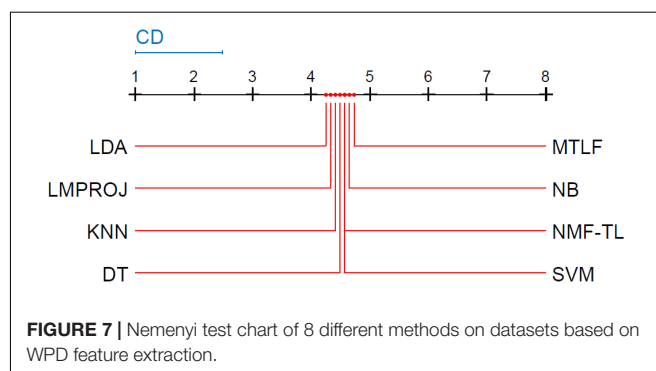 CD
1 2 3 4 5 6 7 8
LDA MTLF
LMPROJ NB
KNN NMF-TL
DT SVM
FIGURE 7 | Nemenyi test chart of 8 different methods on datasets based on
WPD feature extraction.